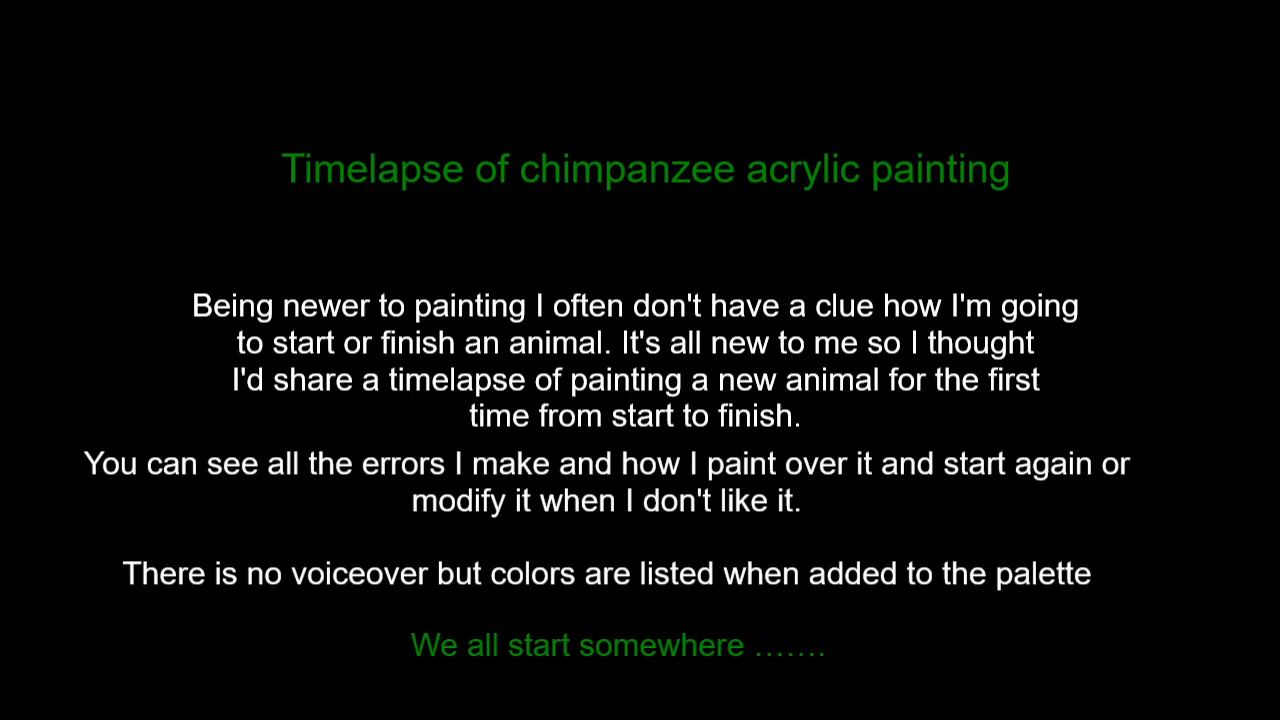 Timelapse of chimpanzee acrylic painting
Being newer to painting I often don't have a clue how I'm going
to start or finish an animal. It's all new to me so I thought
I'd share a timelapse of painting a new animal for the first
time from start to finish.
You can see all the errors I make and how I paint over it and start again or
modify it when I don't like it.
There is no voiceover but colors are listed when added to the palette
We all start somewhere .......